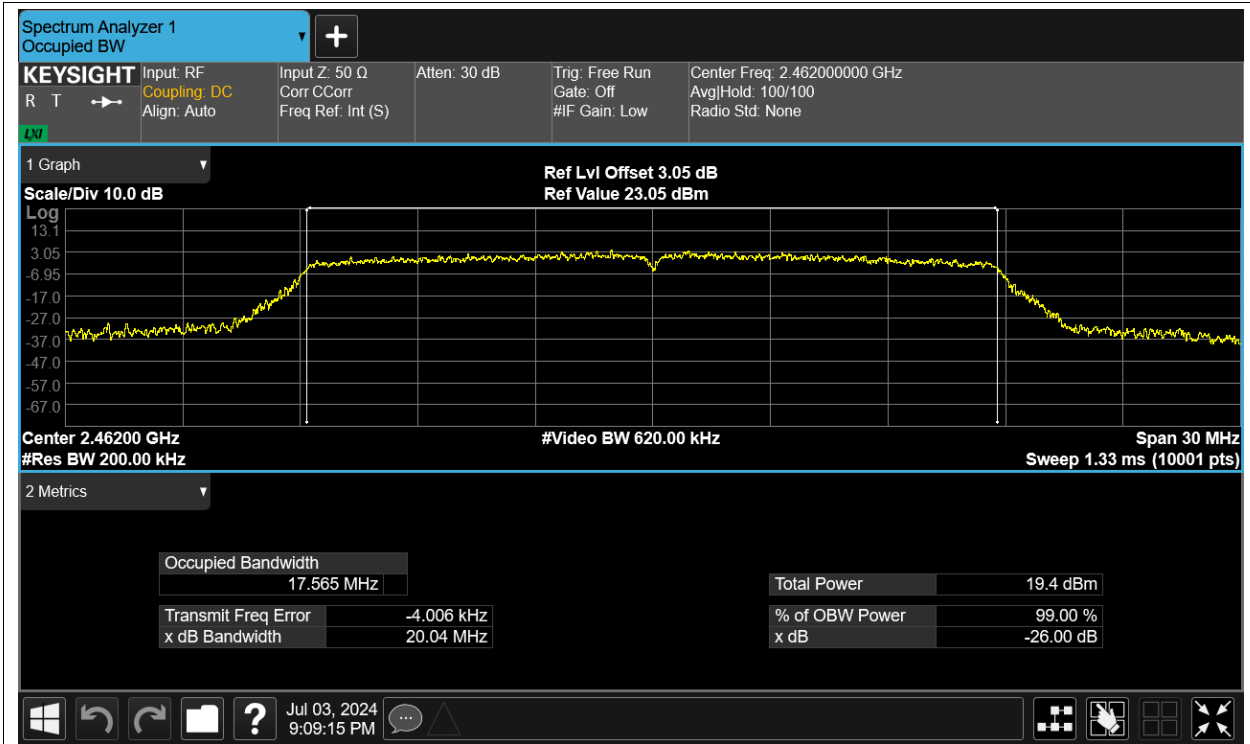 Spectrum Analyzer 1
Occupied BW
▼
+
KEYSIGHT
R T
LXI
Input: RF
Coupling: DC
Align: Auto
Input Z: 50 Ω
Corr CCorr
Freq Ref: Int (S)
Atten: 30 dB
Trig: Free Run
Gate: Off
#IF Gain: Low
Center Freq: 2.462000000 GHz
Avg|Hold: 100/100
Radio Std: None
1 Graph ▼
Ref Lvl Offset 3.05 dB
Scale/Div 10.0 dB Ref Value 23.05 dBm
Log
13.1
3.05
-6.95
-17.0
-27.0
-37.0
-47.0
-57.0
-67.0
Center 2.46200 GHz #Video BW 620.00 kHz Span 30 MHz
#Res BW 200.00 kHz Sweep 1.33 ms (10001 pts)
2 Metrics ▼
Occupied Bandwidth
17.565 MHz
Total Power 19.4 dBm
Transmit Freq Error -4.006 kHz % of OBW Power 99.00 %
x dB Bandwidth 20.04 MHz x dB -26.00 dB
?
Jul 03, 2024
9:09:15 PM